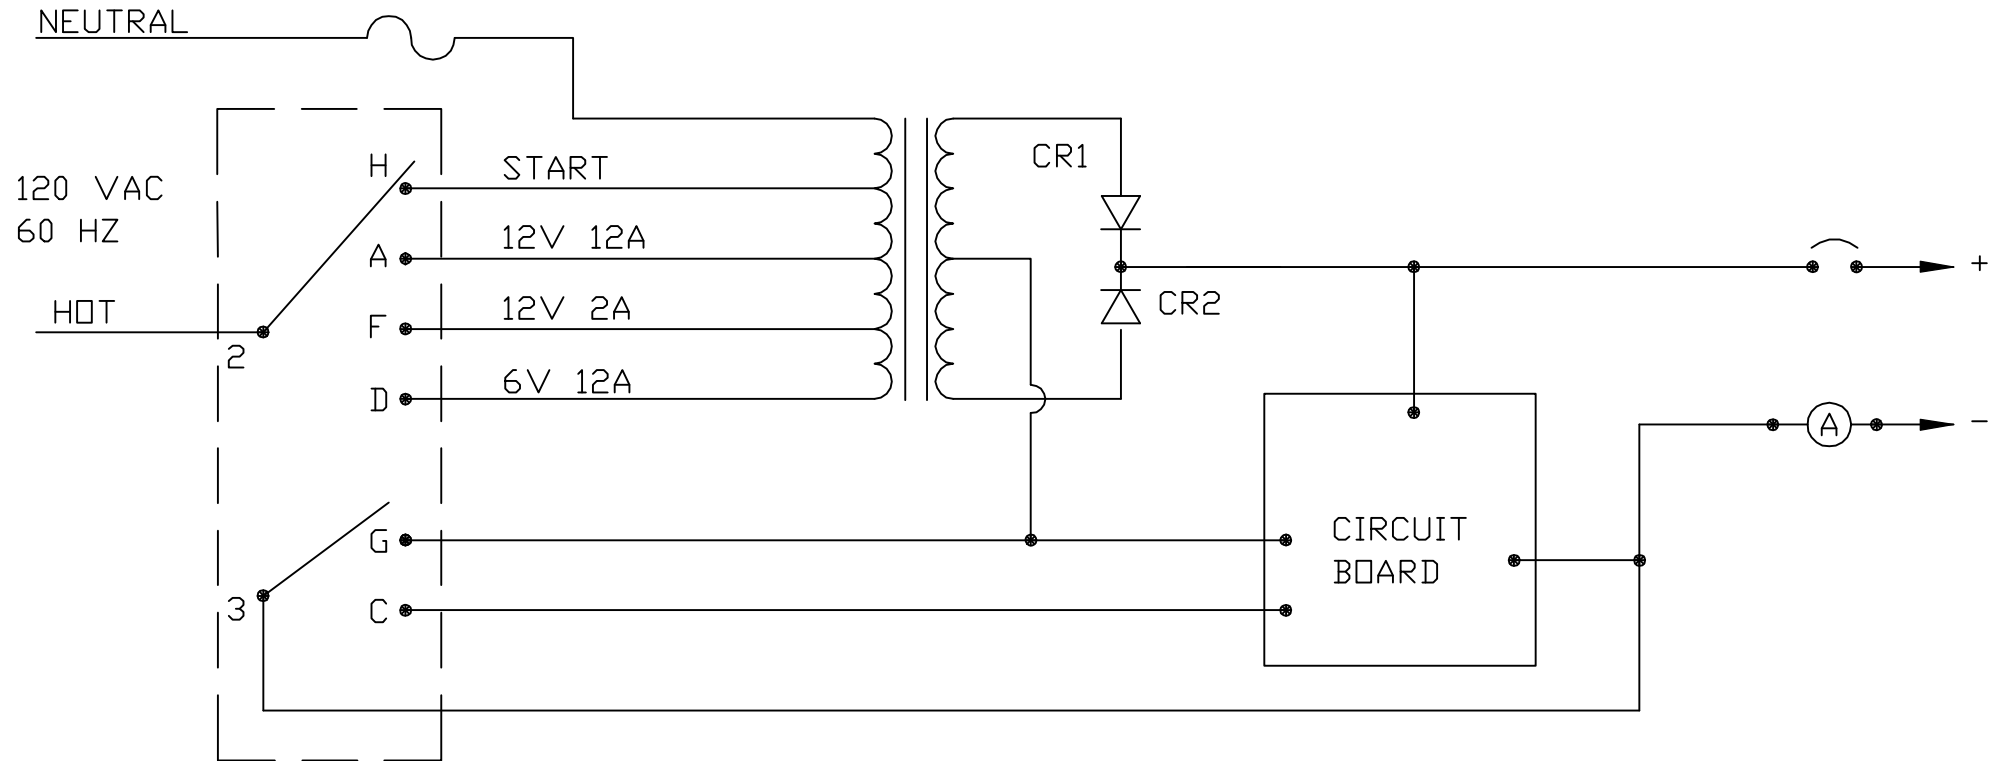 NEUTRAL
120 VAC
60 HZ
HOT
2
H
START
A
12V 12A
F
12V 2A
D
6V 12A
3
G
C
CR1
CR2
CIRCUIT
BOARD
+
A
-